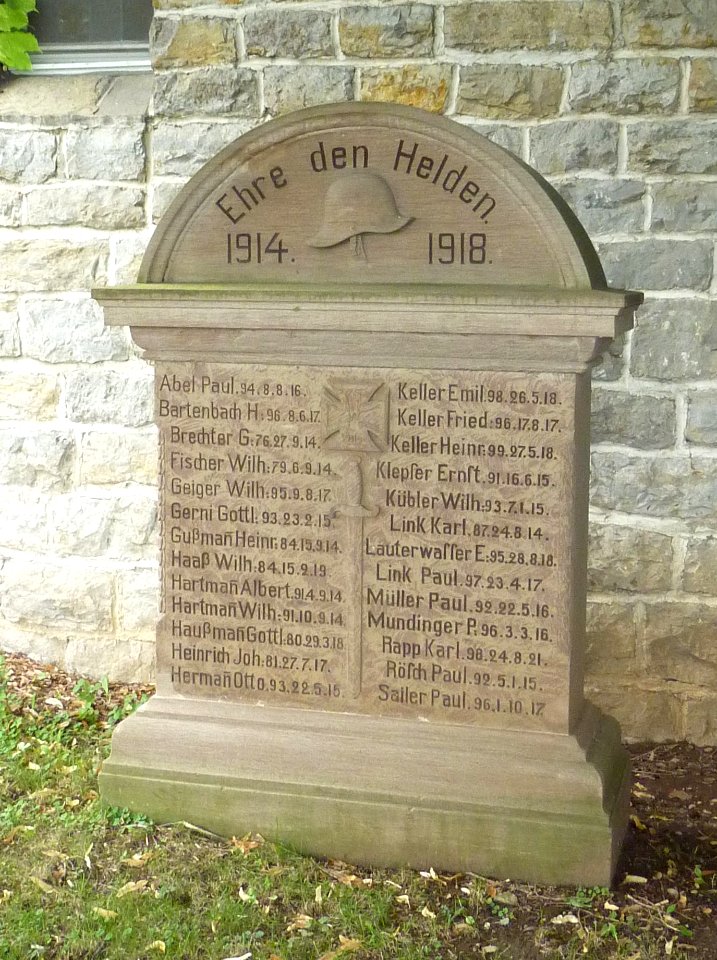 Ehre den Helden.
1914. 1918.
Abel Paul. 94. 8. 8. 16.
Bartenbach H. 96. 8. 6. 17.
Brechter G. 76. 27. 9. 14.
Fischer Wilh. 79. 6. 9. 14.
Geiger Wilh. 95. 9. 8. 17.
Gerni Gottl. 93. 23. 2. 15.
Gußman̄ Heinr. 84. 15. 9. 14.
Haaß Wilh. 84. 15. 2. 19.
Hartman̄ Albert. 91. 4. 9. 14.
Hartman̄ Wilh. 91. 10. 9. 14.
Haußman̄ Gottl. 80. 29. 3. 18
Heinrich Joh. 81. 27. 7. 17.
Herman̄ Otto. 93. 22. 5. 15
Keller Emil. 98. 26. 5. 18.
Keller Fried. 96. 17. 8. 17.
Keller Heinr. 99. 27. 5. 18.
Klepſer Ernſt. 91. 16. 6. 15.
Kübler Wilh. 93. 7. 1. 15.
Link Karl. 87. 24. 8. 14.
Lauterwaſſer E. 95. 28. 8. 18.
Link Paul. 97. 23. 4. 17.
Müller Paul. 92. 22. 5. 16.
Mundinger P. 96. 3. 3. 16.
Rapp Karl. 98. 24. 8. 21.
Röſch Paul. 92. 5. 1. 15.
Sailer Paul. 96. 1. 10. 17.